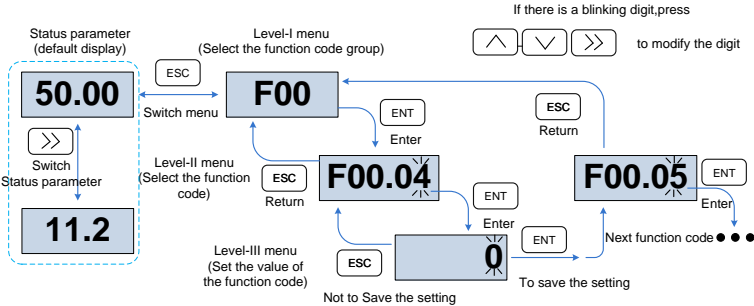 If there is a blinking digit,press
to modify the digit
Status parameter
(default display)
Level-I menu
(Select the function code group)
ESC
50.00
F00
Switch menu
ENT
Enter
ESC
Return
Switch
Status parameter
Level-II menu
(Select the function
code)
ESC
Return
F00.04
ENT
Enter
F00.05
ENT
Enter
11.2
Level-III menu
(Set the value of
the function code)
ESC
0
ENT
Next function code
To save the setting
Not to Save the setting